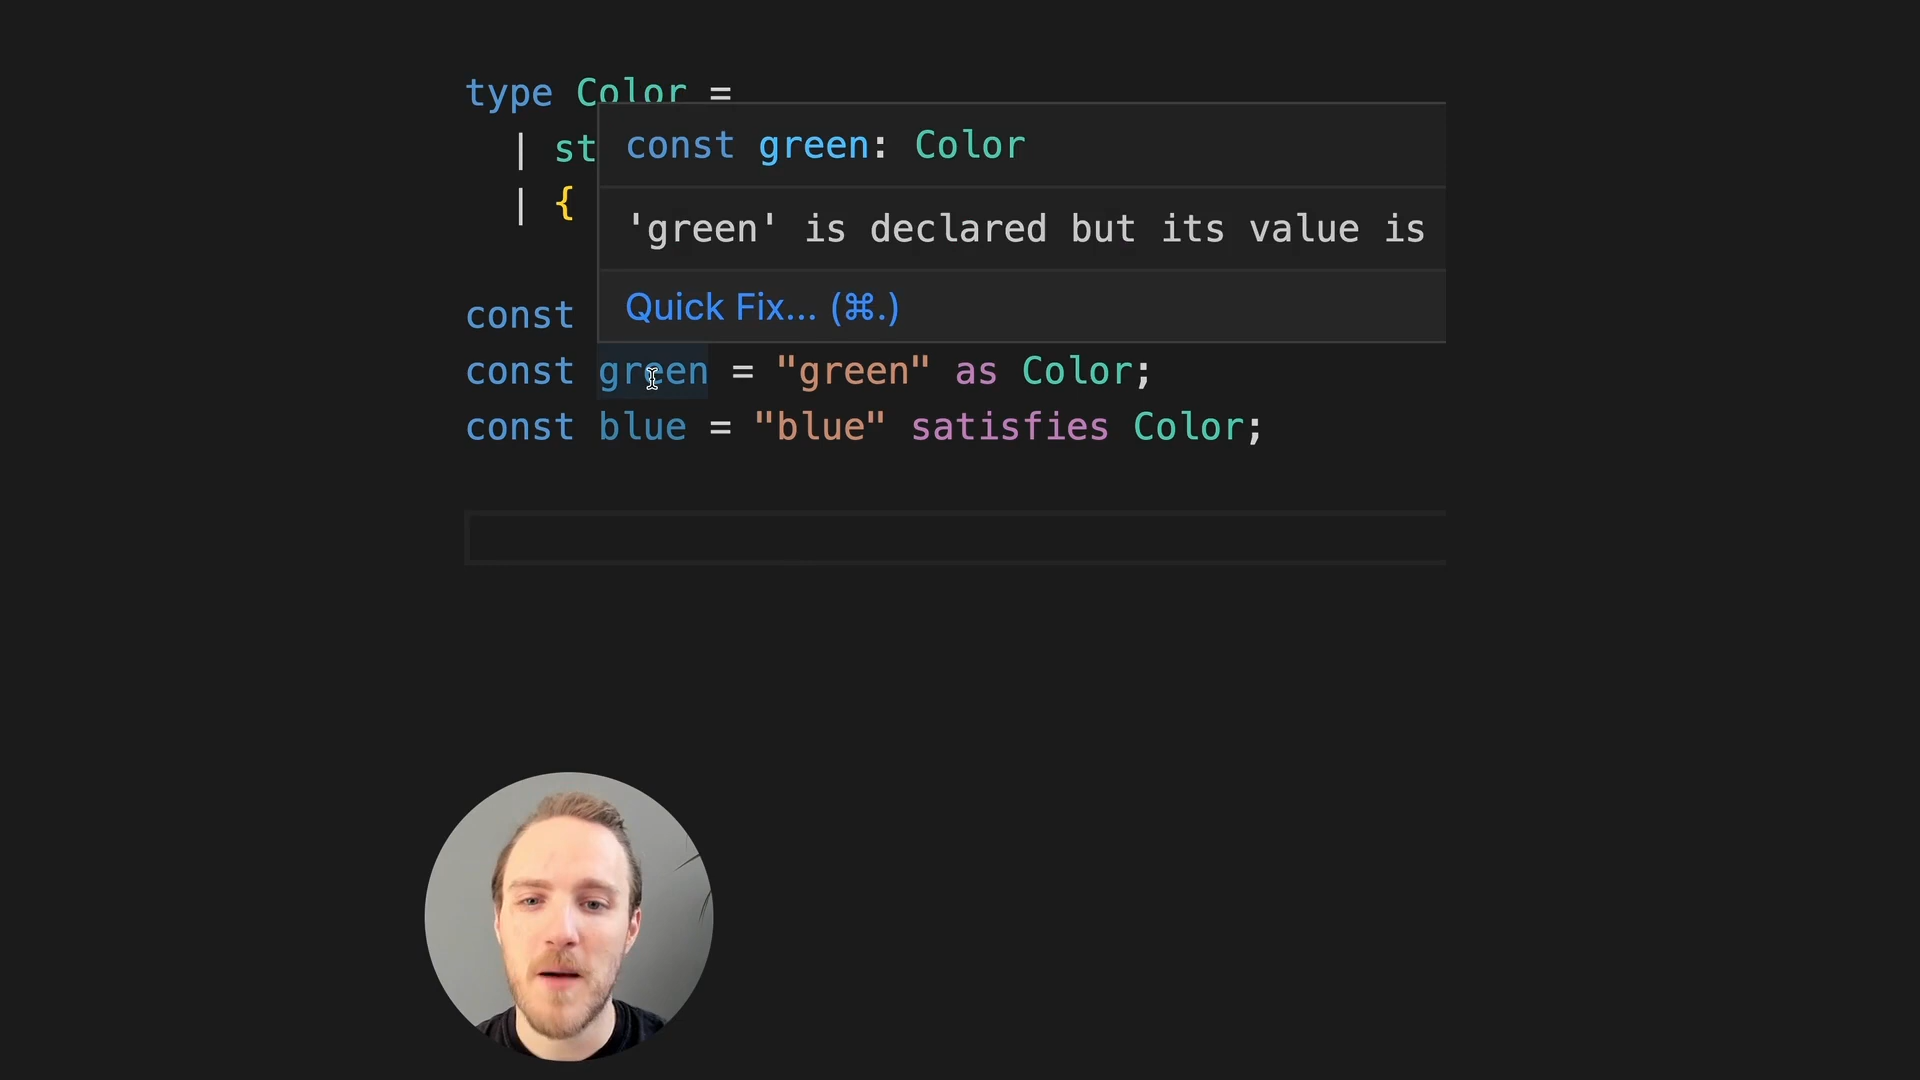 type Color =
| st
| {
const green: Color
'green' is declared but its value is
Quick Fix... (⌘.)
const
const green = "green" as Color;
const blue = "blue" satisfies Color;